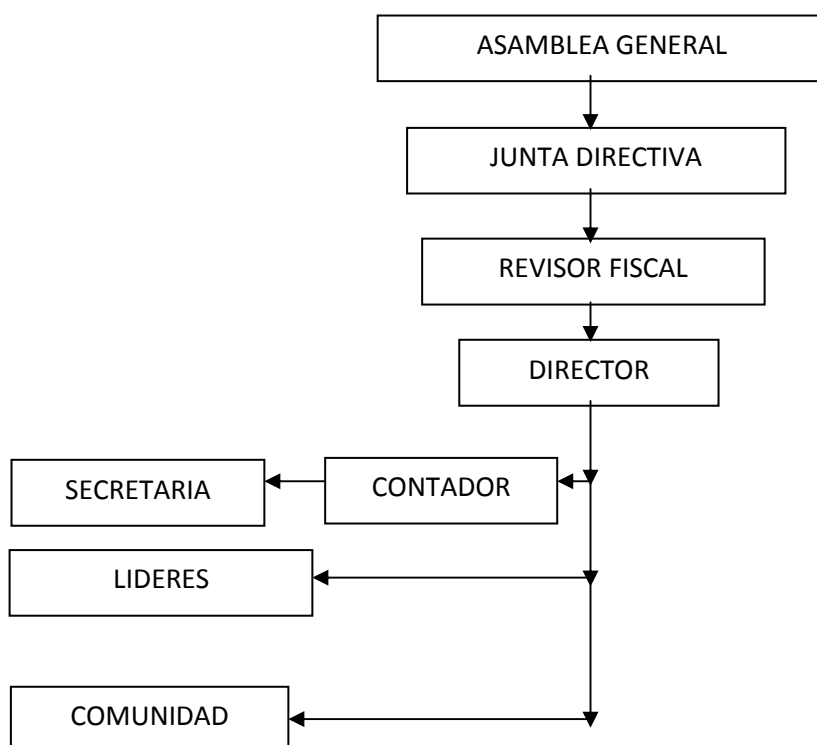 ASAMBLEA GENERAL
JUNTA DIRECTIVA
REVISOR FISCAL
DIRECTOR
SECRETARIA
CONTADOR
LIDERES
COMUNIDAD